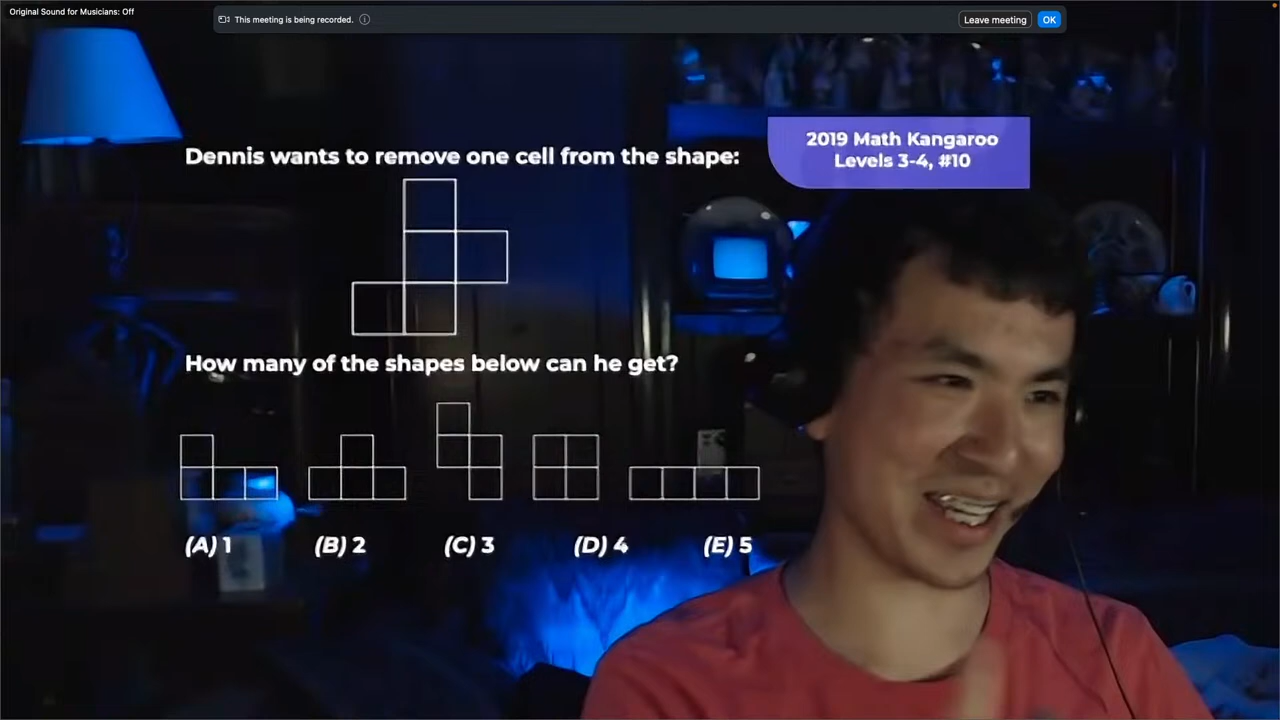 Original Sound for Musicians: Off
This meeting is being recorded.
Leave meeting
OK
2019 Math Kangaroo
Levels 3-4, #10
Dennis wants to remove one cell from the shape:
How many of the shapes below can he get?
(A) 1
(B) 2
(C) 3
(D) 4
(E) 5